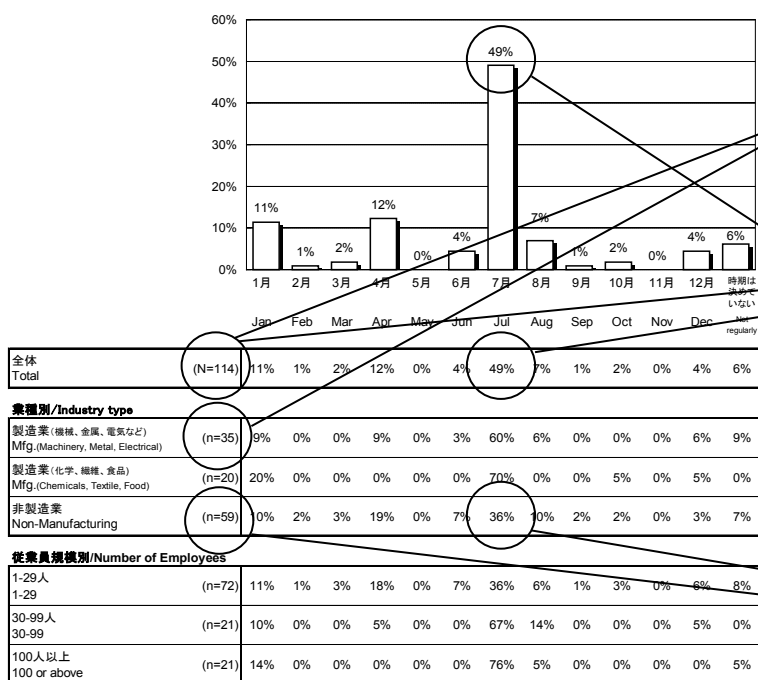 60%
50%
40%
30%
20%
10%
0%
11%
1%
2%
12%
0%
4%
49%
7%
1%
2%
0%
4%
6%
1月 2月 3月 4月 5月 6月 7月 8月 9月 10月 11月 12月 時期は
決めて
いない
Jan Feb Mar Apr May Jun Jul Aug Sep Oct Nov Dec Not
regularly
全体
Total (N=114) 11% 1% 2% 12% 0% 4% 49% 7% 1% 2% 0% 4% 6%
業種別/Industry type
製造業(機械、金属、電気など)
Mfg.(Machinery, Metal, Electrical) (n=35) 9% 0% 0% 9% 0% 3% 60% 6% 0% 0% 0% 6% 9%
製造業(化学、繊維、食品)
Mfg.(Chemicals, Textile, Food) (n=20) 20% 0% 0% 0% 0% 0% 70% 0% 0% 5% 0% 5% 0%
非製造業
Non-Manufacturing (n=59) 10% 2% 3% 19% 0% 7% 36% 10% 2% 2% 0% 3% 7%
従業員規模別/Number of Employees
1-29人
1-29 (n=72) 11% 1% 3% 18% 0% 7% 36% 6% 1% 3% 0% 6% 8%
30-99人
30-99 (n=21) 10% 0% 0% 5% 0% 0% 67% 14% 0% 0% 0% 5% 0%
100人以上
100 or above (n=21) 14% 0% 0% 0% 0% 0% 76% 5% 0% 0% 0% 0% 5%